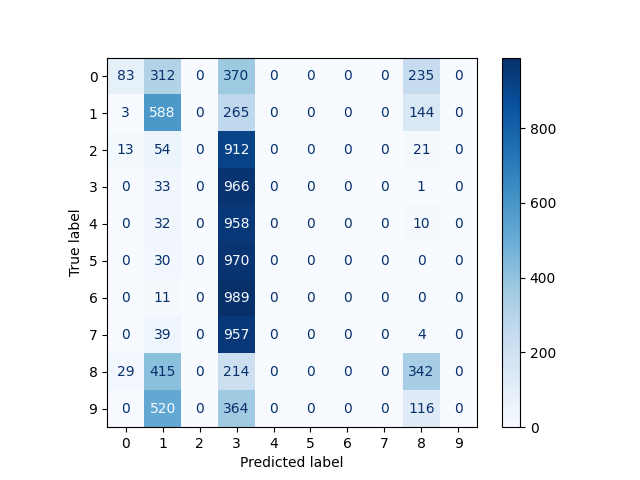 0 83 312 0 370 0 0 0 0 235 0
1 3 588 0 265 0 0 0 0 144 0
2 13 54 0 912 0 0 0 0 21 0
3 0 33 0 966 0 0 0 0 1 0
4 0 32 0 958 0 0 0 0 10 0
5 0 30 0 970 0 0 0 0 0 0
6 0 11 0 989 0 0 0 0 0 0
7 0 39 0 957 0 0 0 0 4 0
8 29 415 0 214 0 0 0 0 342 0
9 0 520 0 364 0 0 0 0 116 0
0 1 2 3 4 5 6 7 8 9
Predicted label
True label
800
600
400
200
0